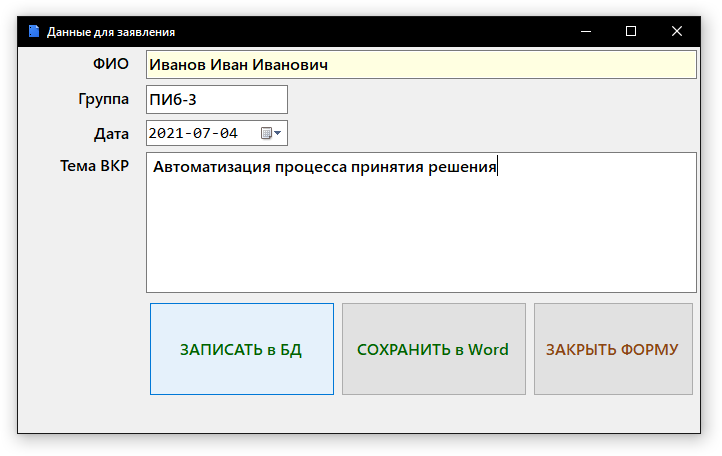 Данные для заявления
ФИО Иванов Иван Иванович
Группа ПИб-3
Дата 2021-07-04
Тема ВКР Автоматизация процесса принятия решения
ЗАПИСАТЬ в БД СОХРАНИТЬ в Word ЗАКРЫТЬ ФОРМУ